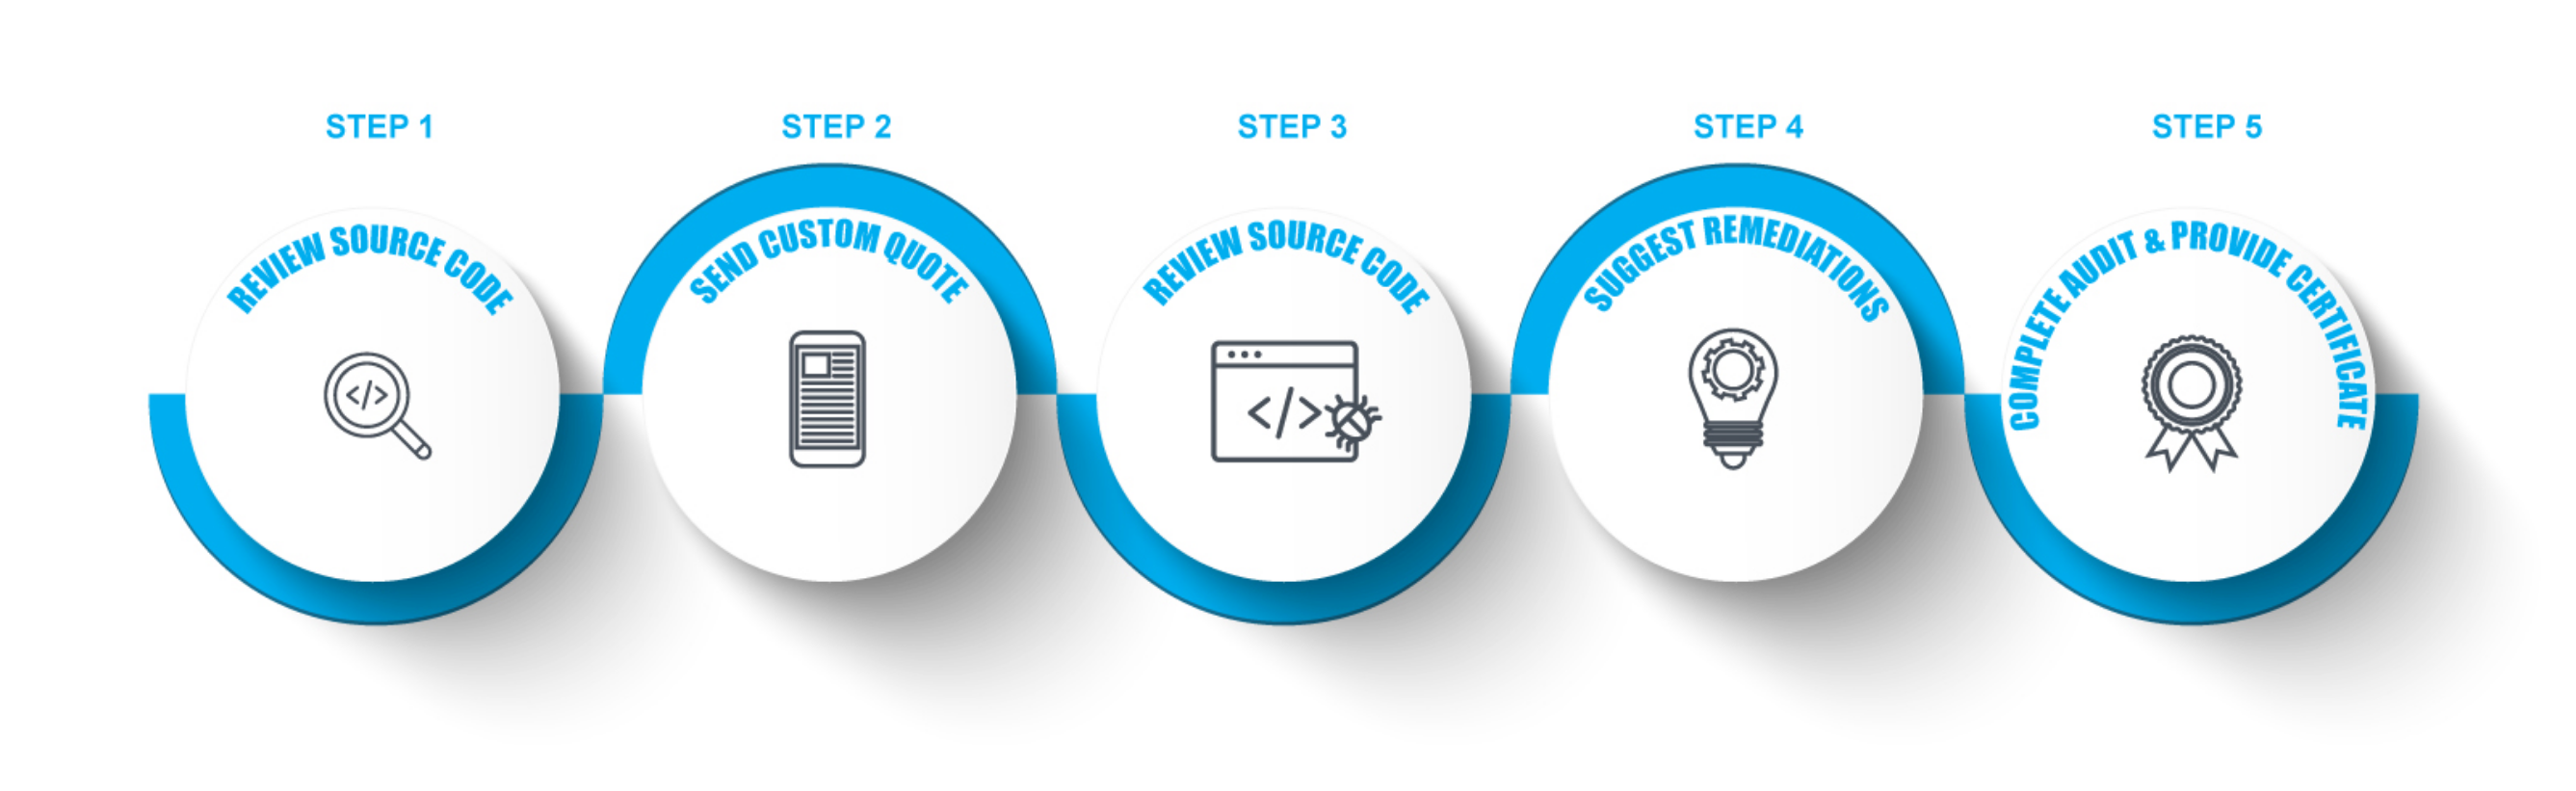 STEP 1
REVIEW SOURCE CODE
</>
STEP 2
SEND CUSTOM QUOTE
STEP 3
REVIEW SOURCE CODE
</>
STEP 4
SUGGEST REMEDIATIONS
STEP 5
COMPLETE AUDIT & PROVIDE CERTIFICATE